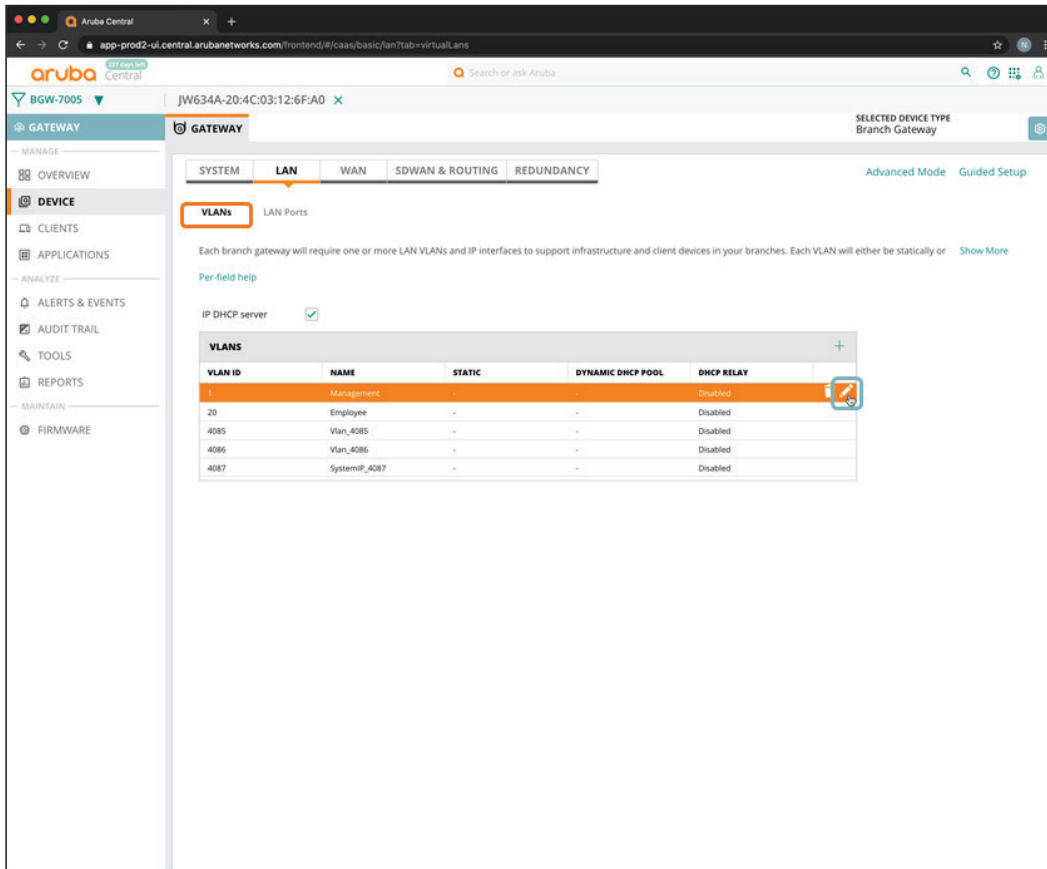 Aruba Central
app-prod2-ui.central.arubanetworks.com/frontend/#/caas/basic/lan?tab=virtualLans
N
aruba Central
237 days left
Search or ask Aruba
BGW-7005
JW634A-20:4C:03:12:6F:A0
GATEWAY
GATEWAY
SELECTED DEVICE TYPE
Branch Gateway
MANAGE
OVERVIEW
DEVICE
CLIENTS
APPLICATIONS
ANALYZE
ALERTS & EVENTS
AUDIT TRAIL
TOOLS
REPORTS
MAINTAIN
FIRMWARE
SYSTEM LAN WAN SDWAN & ROUTING REDUNDANCY
Advanced Mode Guided Setup
VLANs LAN Ports
Each branch gateway will require one or more LAN VLANs and IP interfaces to support infrastructure and client devices in your branches. Each VLAN will either be statically or Show More
Per-field help
IP DHCP server
VLANS
VLAN ID NAME STATIC DYNAMIC DHCP POOL DHCP RELAY
1 Management - - Disabled
20 Employee - - Disabled
4085 Vlan_4085 - - Disabled
4086 Vlan_4086 - - Disabled
4087 SystemIP_4087 - - Disabled